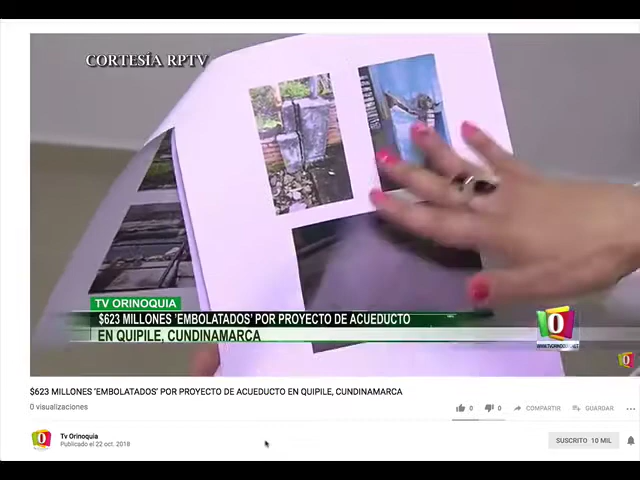 CORTESÍA RPTV
TV ORINOQUIA
$623 MILLONES 'EMBOLATADOS' POR PROYECTO DE ACUEDUCTO
EN QUIPILE, CUNDINAMARCA
$623 MILLONES 'EMBOLATADOS' POR PROYECTO DE ACUEDUCTO EN QUIPILE, CUNDINAMARCA
0 visualizaciones
0 0 COMPARTIR GUARDAR
Tv Orinoquia
Publicado el 22 oct. 2018
SUSCRITO 10 MIL